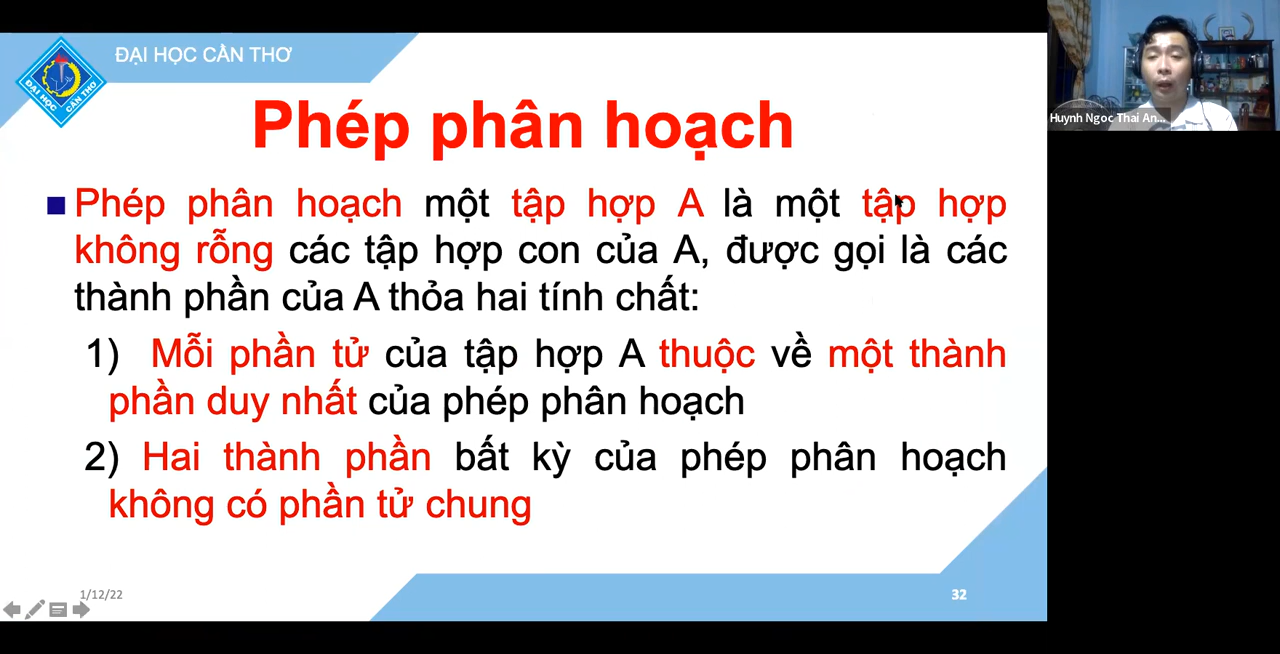 ĐẠI HỌC CẦN THƠ
ĐẠI HỌC CẦN THƠ
Huynh Ngoc Thai An...
Phép phân hoạch
Phép phân hoạch một tập hợp A là một tập hợp
không rỗng các tập hợp con của A, được gọi là các
thành phần của A thỏa hai tính chất:
1) Mỗi phần tử của tập hợp A thuộc về một thành
phần duy nhất của phép phân hoạch
2) Hai thành phần bất kỳ của phép phân hoạch
không có phần tử chung
1/12/22
32